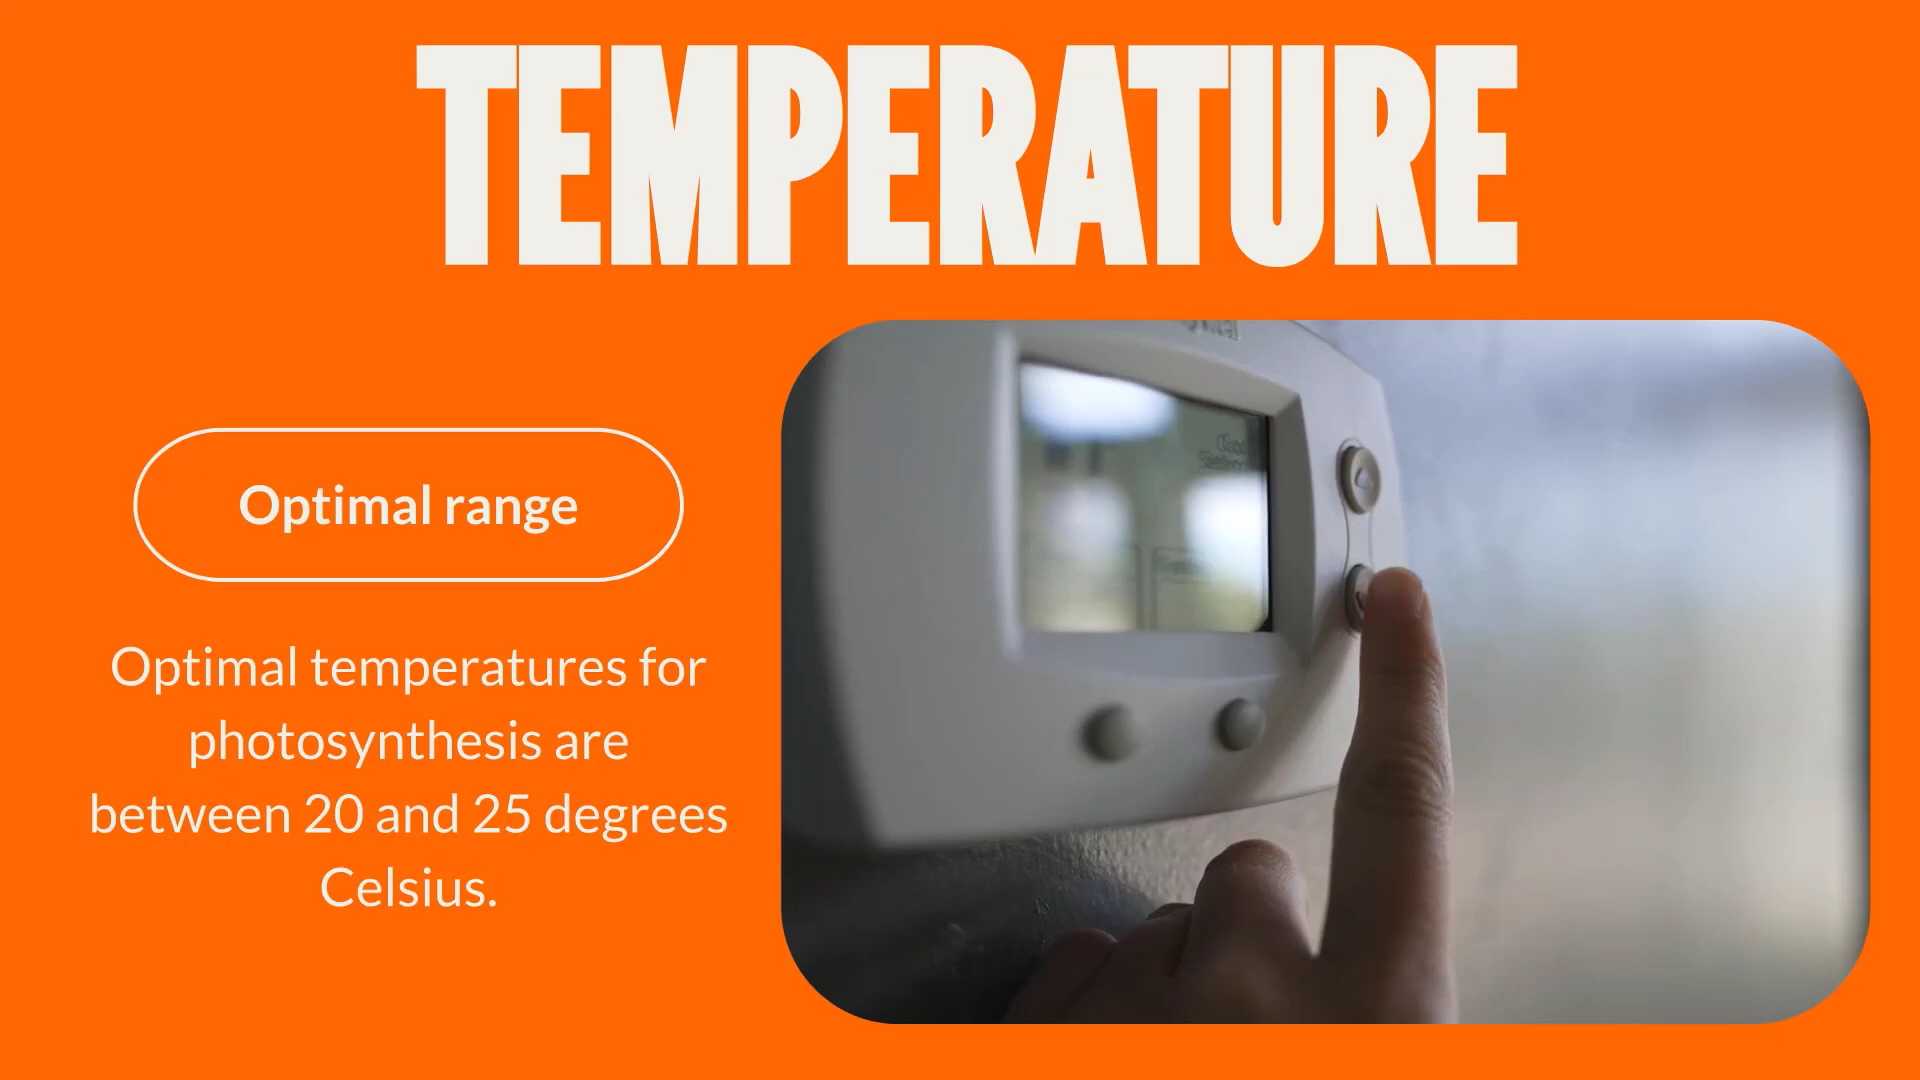 TEMPERATURE
Optimal range
Optimal temperatures for
photosynthesis are
between 20 and 25 degrees
Celsius.